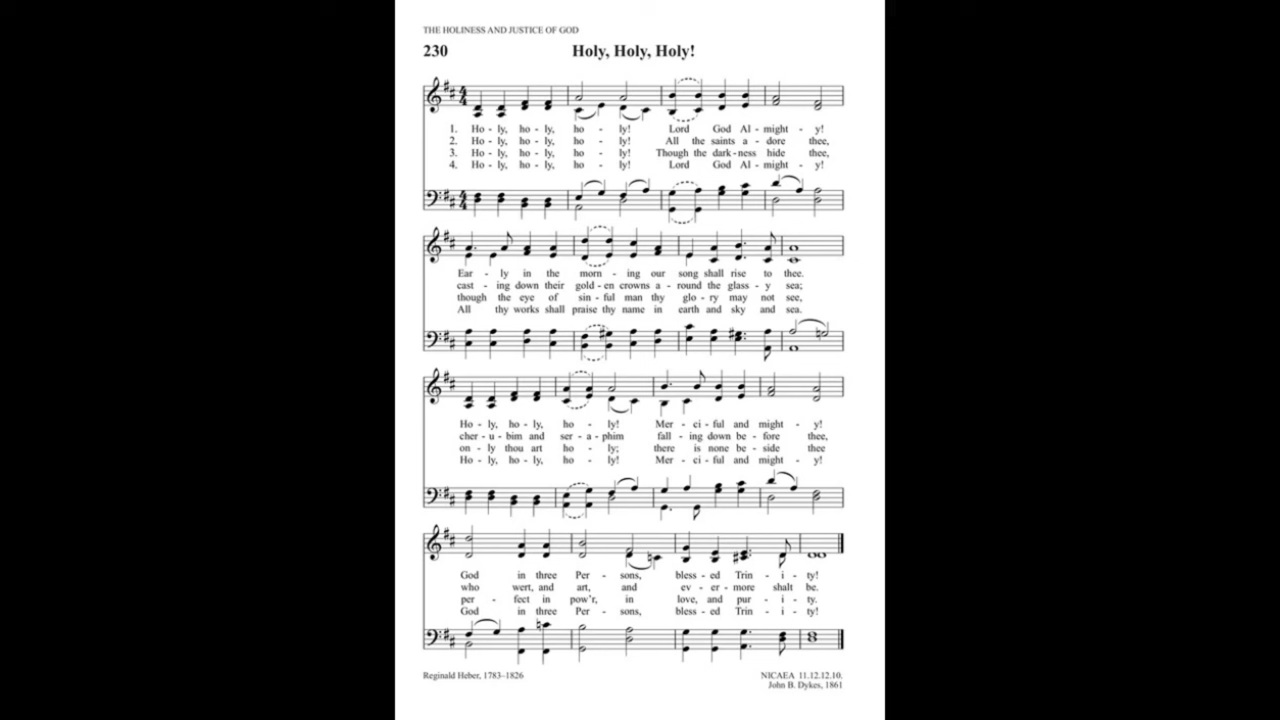 THE HOLINESS AND JUSTICE OF GOD
230 Holy, Holy, Holy!
1. Ho - ly, ho - ly, ho - ly! Lord God Al - might - y!
2. Ho - ly, ho - ly, ho - ly! All the saints a - dore thee,
3. Ho - ly, ho - ly, ho - ly! Though the dark - ness hide thee,
4. Ho - ly, ho - ly, ho - ly! Lord God Al - might - y!
Ear - ly in the morn - ing our song shall rise to thee.
cast - ing down their gold - en crowns a - round the glass - y sea;
though the eye of sin - ful man thy glo - ry may not see,
All thy works shall praise thy name in earth and sky and sea.
Ho - ly, ho - ly, ho - ly! Mer - ci - ful and might - y!
cher - u - bim and ser - a - phim fall - ing down be - fore thee,
on - ly thou art ho - ly; there is none be - side thee
Ho - ly, ho - ly, ho - ly! Mer - ci - ful and might - y!
God in three Per - sons, bless - ed Trin - i - ty!
who wert, and art, and ev - er - more shalt be.
per - fect in pow'r, in love, and pur - i - ty.
God in three Per - sons, bless - ed Trin - i - ty!
Reginald Heber, 1783–1826 NICAEA 11.12.12.10.
John B. Dykes, 1861